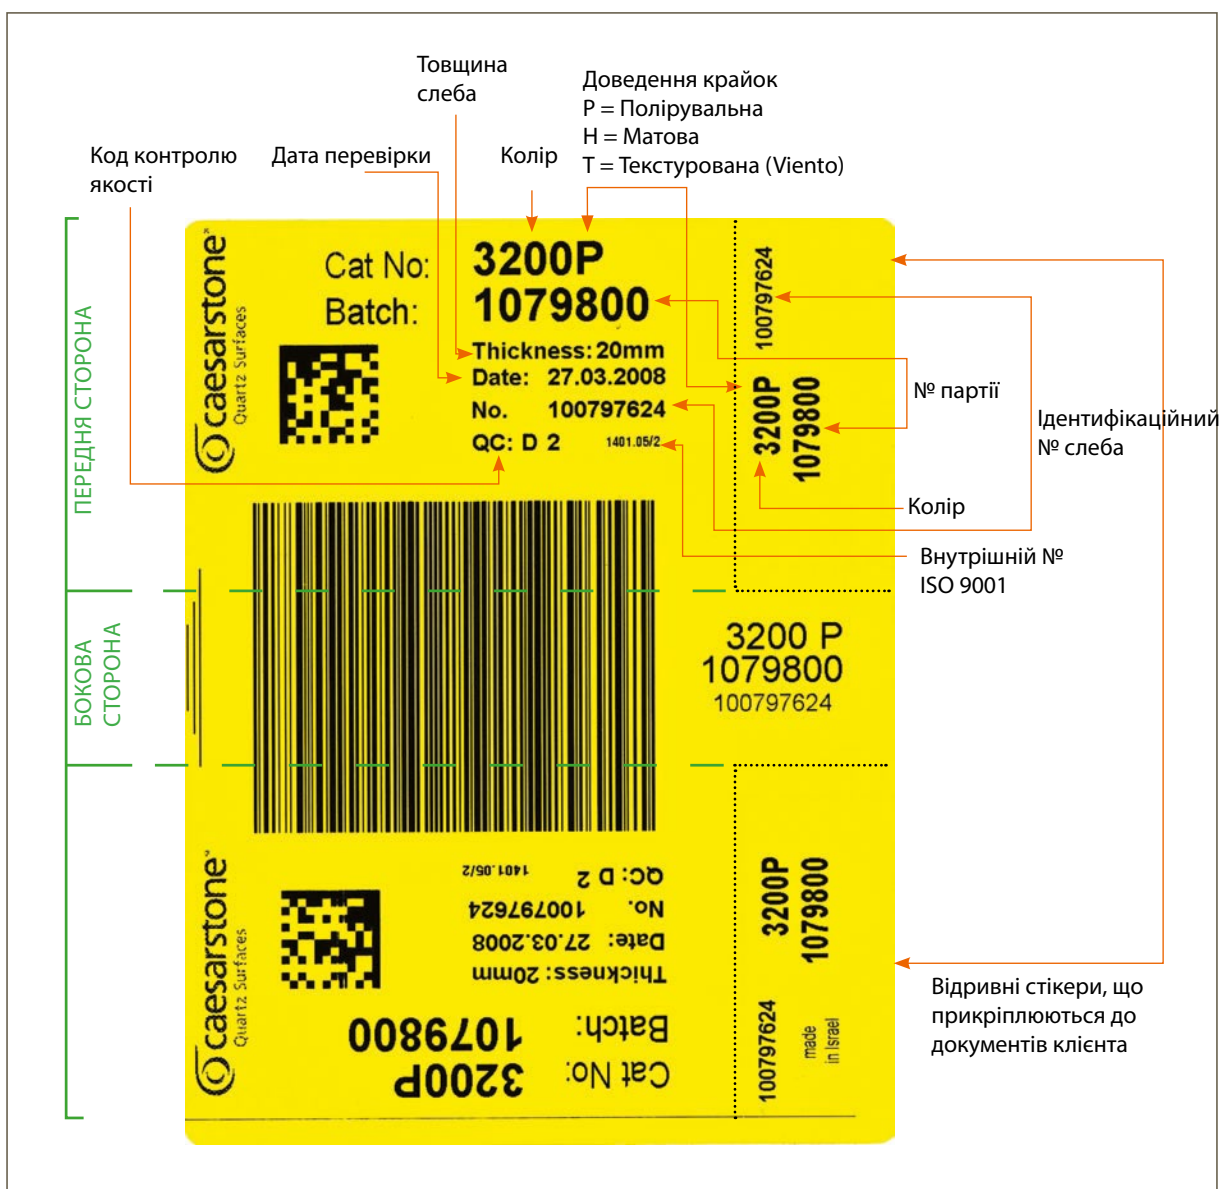 Товщина
слеба
Доведення крайок
P = Полірувальна
H = Матова
T = Текстурована (Viento)
Код контролю
якості
Дата перевірки
Колір
ПЕРЕДНЯ СТОРОНА
БОКОВА
СТОРОНА
caesarstone®
Quartz Surfaces
Cat No: 3200P
Batch: 1079800
Thickness: 20mm
Date: 27.03.2008
No. 100797624
QC: D 2 1401.05/2
100797624
3200P
1079800
№ партії
Ідентифікаційний
№ слеба
Колір
Внутрішній №
ISO 9001
3200 P
1079800
100797624
caesarstone®
Quartz Surfaces
QC: D 2 1401.05/2
No. 100797624
Date: 27.03.2008
Thickness: 20mm
Batch: 1079800
Cat No: 3200P
3200P
1079800
100797624
made
in Israel
Відривні стікери, що
прикріплюються до
документів клієнта